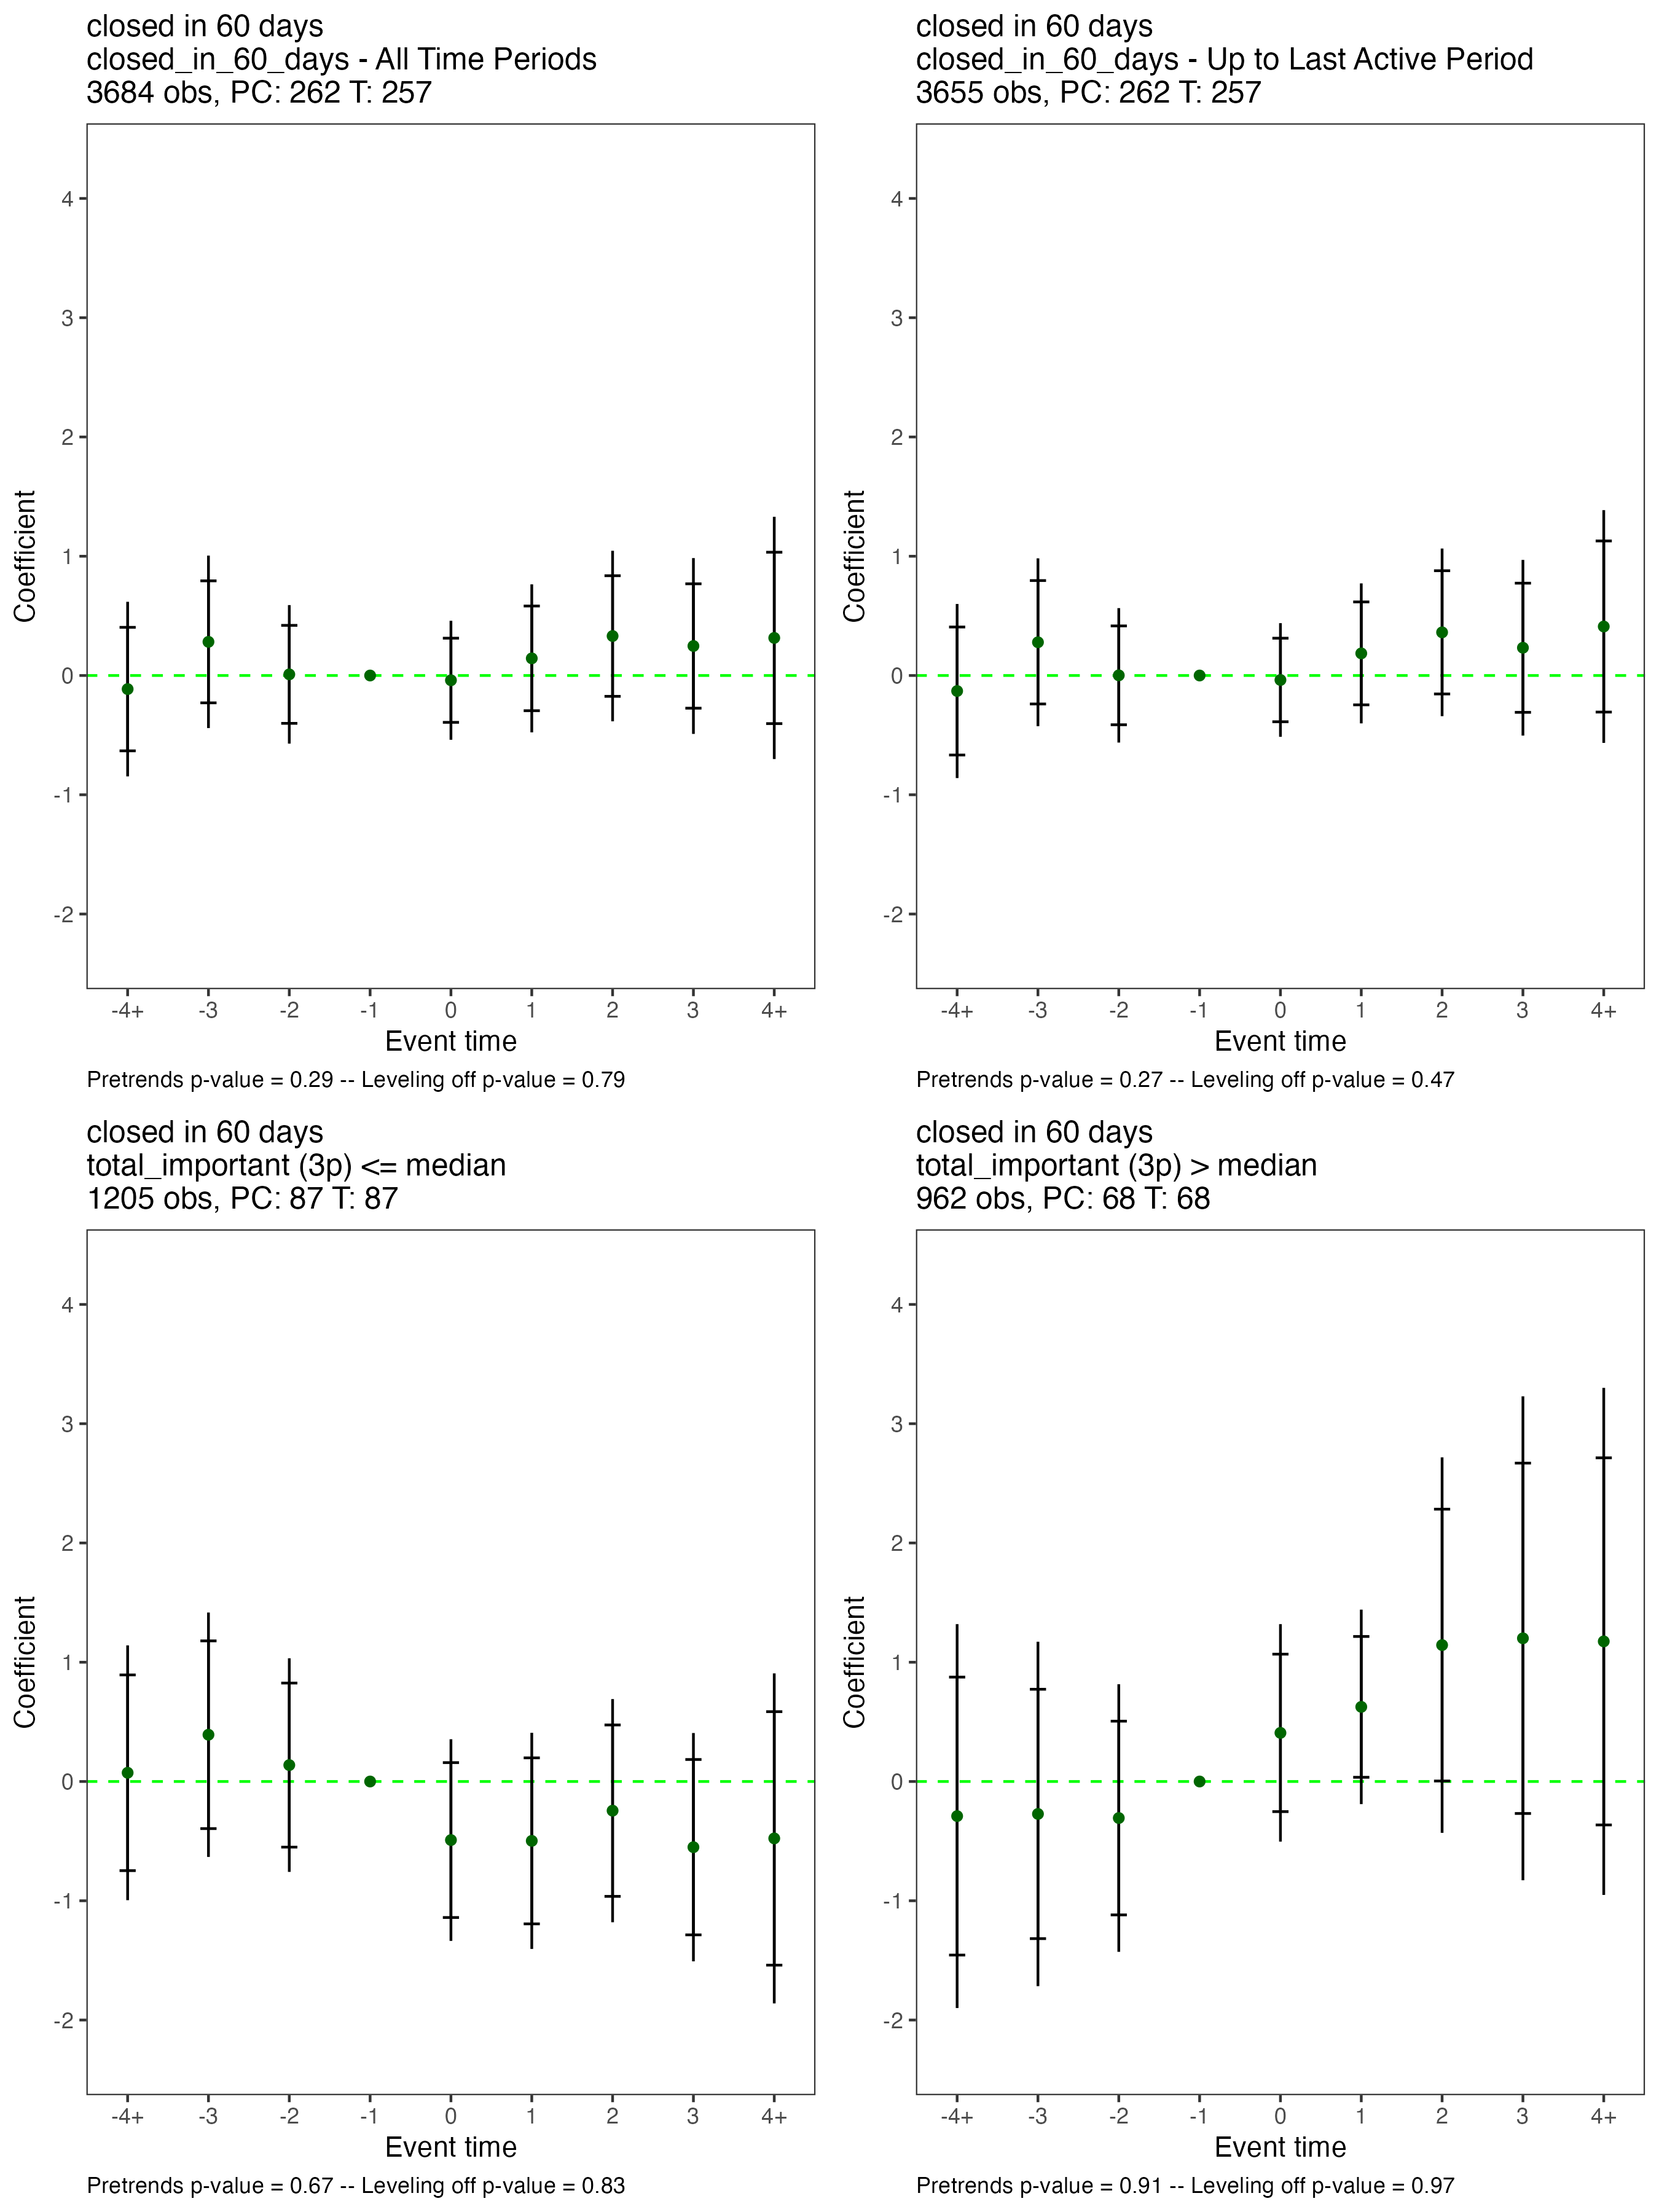 closed in 60 days
closed_in_60_days - All Time Periods
3684 obs, PC: 262 T: 257
4
3
2
1
0
-1
-2
Coefficient
-4+ -3 -2 -1 0 1 2 3 4+
Event time
Pretrends p-value = 0.29 -- Leveling off p-value = 0.79
closed in 60 days
closed_in_60_days - Up to Last Active Period
3655 obs, PC: 262 T: 257
4
3
2
1
0
-1
-2
Coefficient
-4+ -3 -2 -1 0 1 2 3 4+
Event time
Pretrends p-value = 0.27 -- Leveling off p-value = 0.47
closed in 60 days
total_important (3p) <= median
1205 obs, PC: 87 T: 87
4
3
2
1
0
-1
-2
Coefficient
-4+ -3 -2 -1 0 1 2 3 4+
Event time
Pretrends p-value = 0.67 -- Leveling off p-value = 0.83
closed in 60 days
total_important (3p) > median
962 obs, PC: 68 T: 68
4
3
2
1
0
-1
-2
Coefficient
-4+ -3 -2 -1 0 1 2 3 4+
Event time
Pretrends p-value = 0.91 -- Leveling off p-value = 0.97